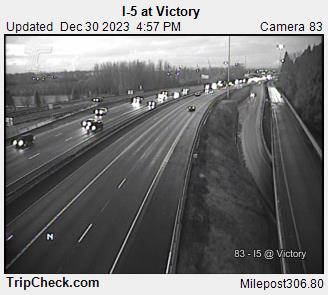 I-5 at Victory
Updated Dec 30 2023 4:57 PM Camera 83
N
83 - I5 @ Victory
TripCheck.com Milepost306.80